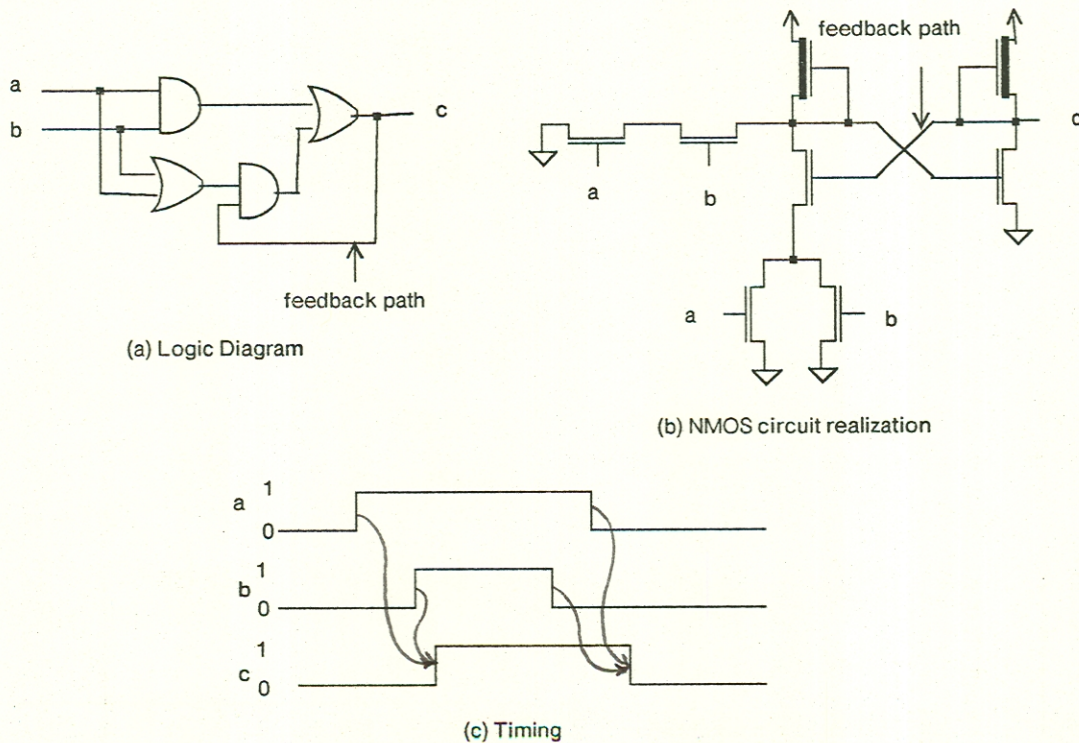 a
b
c
feedback path
(a) Logic Diagram
feedback path
a
b
c
a
b
(b) NMOS circuit realization
a
1
0
b
1
0
c
1
0
(c) Timing